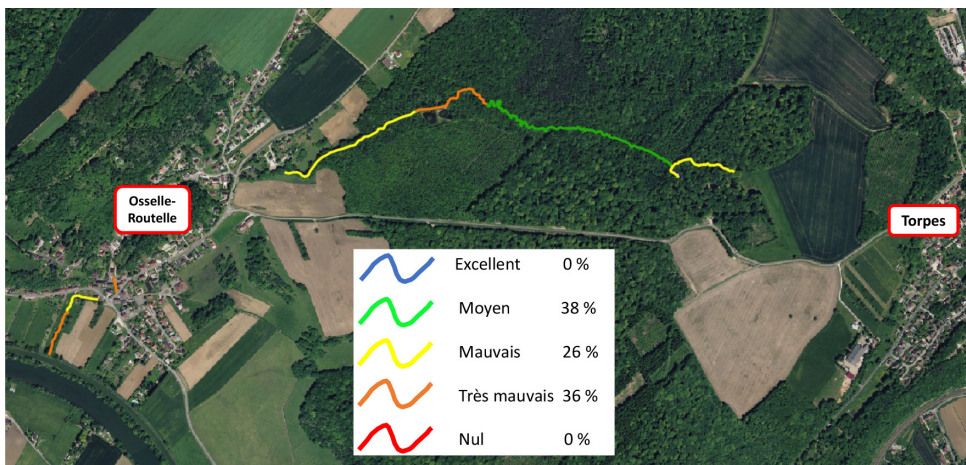 Osselle-
Routelle
Torpes
Excellent 0 %
Moyen 38 %
Mauvais 26 %
Très mauvais 36 %
Nul 0 %